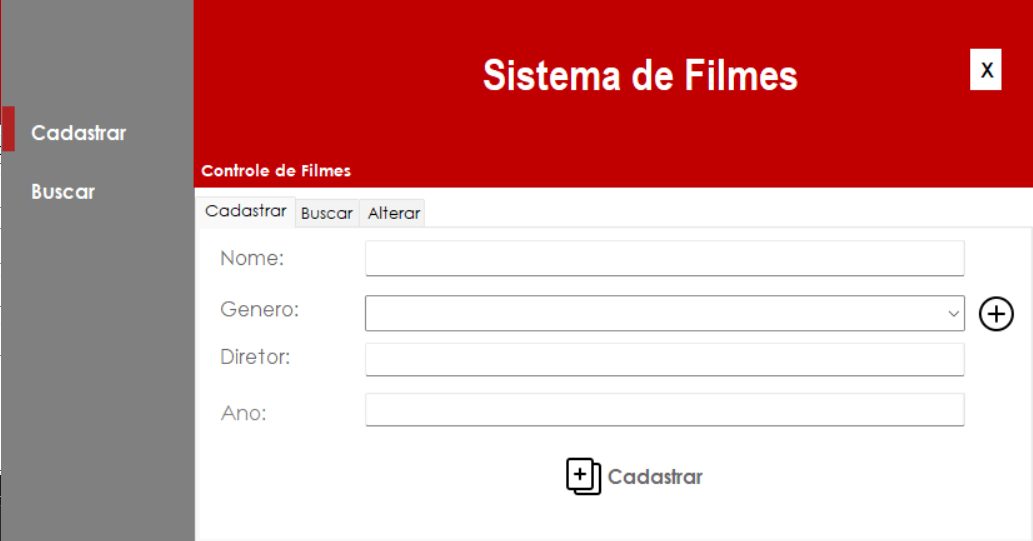 Sistema de Filmes
X
Cadastrar
Buscar
Controle de Filmes
Cadastrar Buscar Alterar
Nome:
Genero:
Diretor:
Ano:
Cadastrar